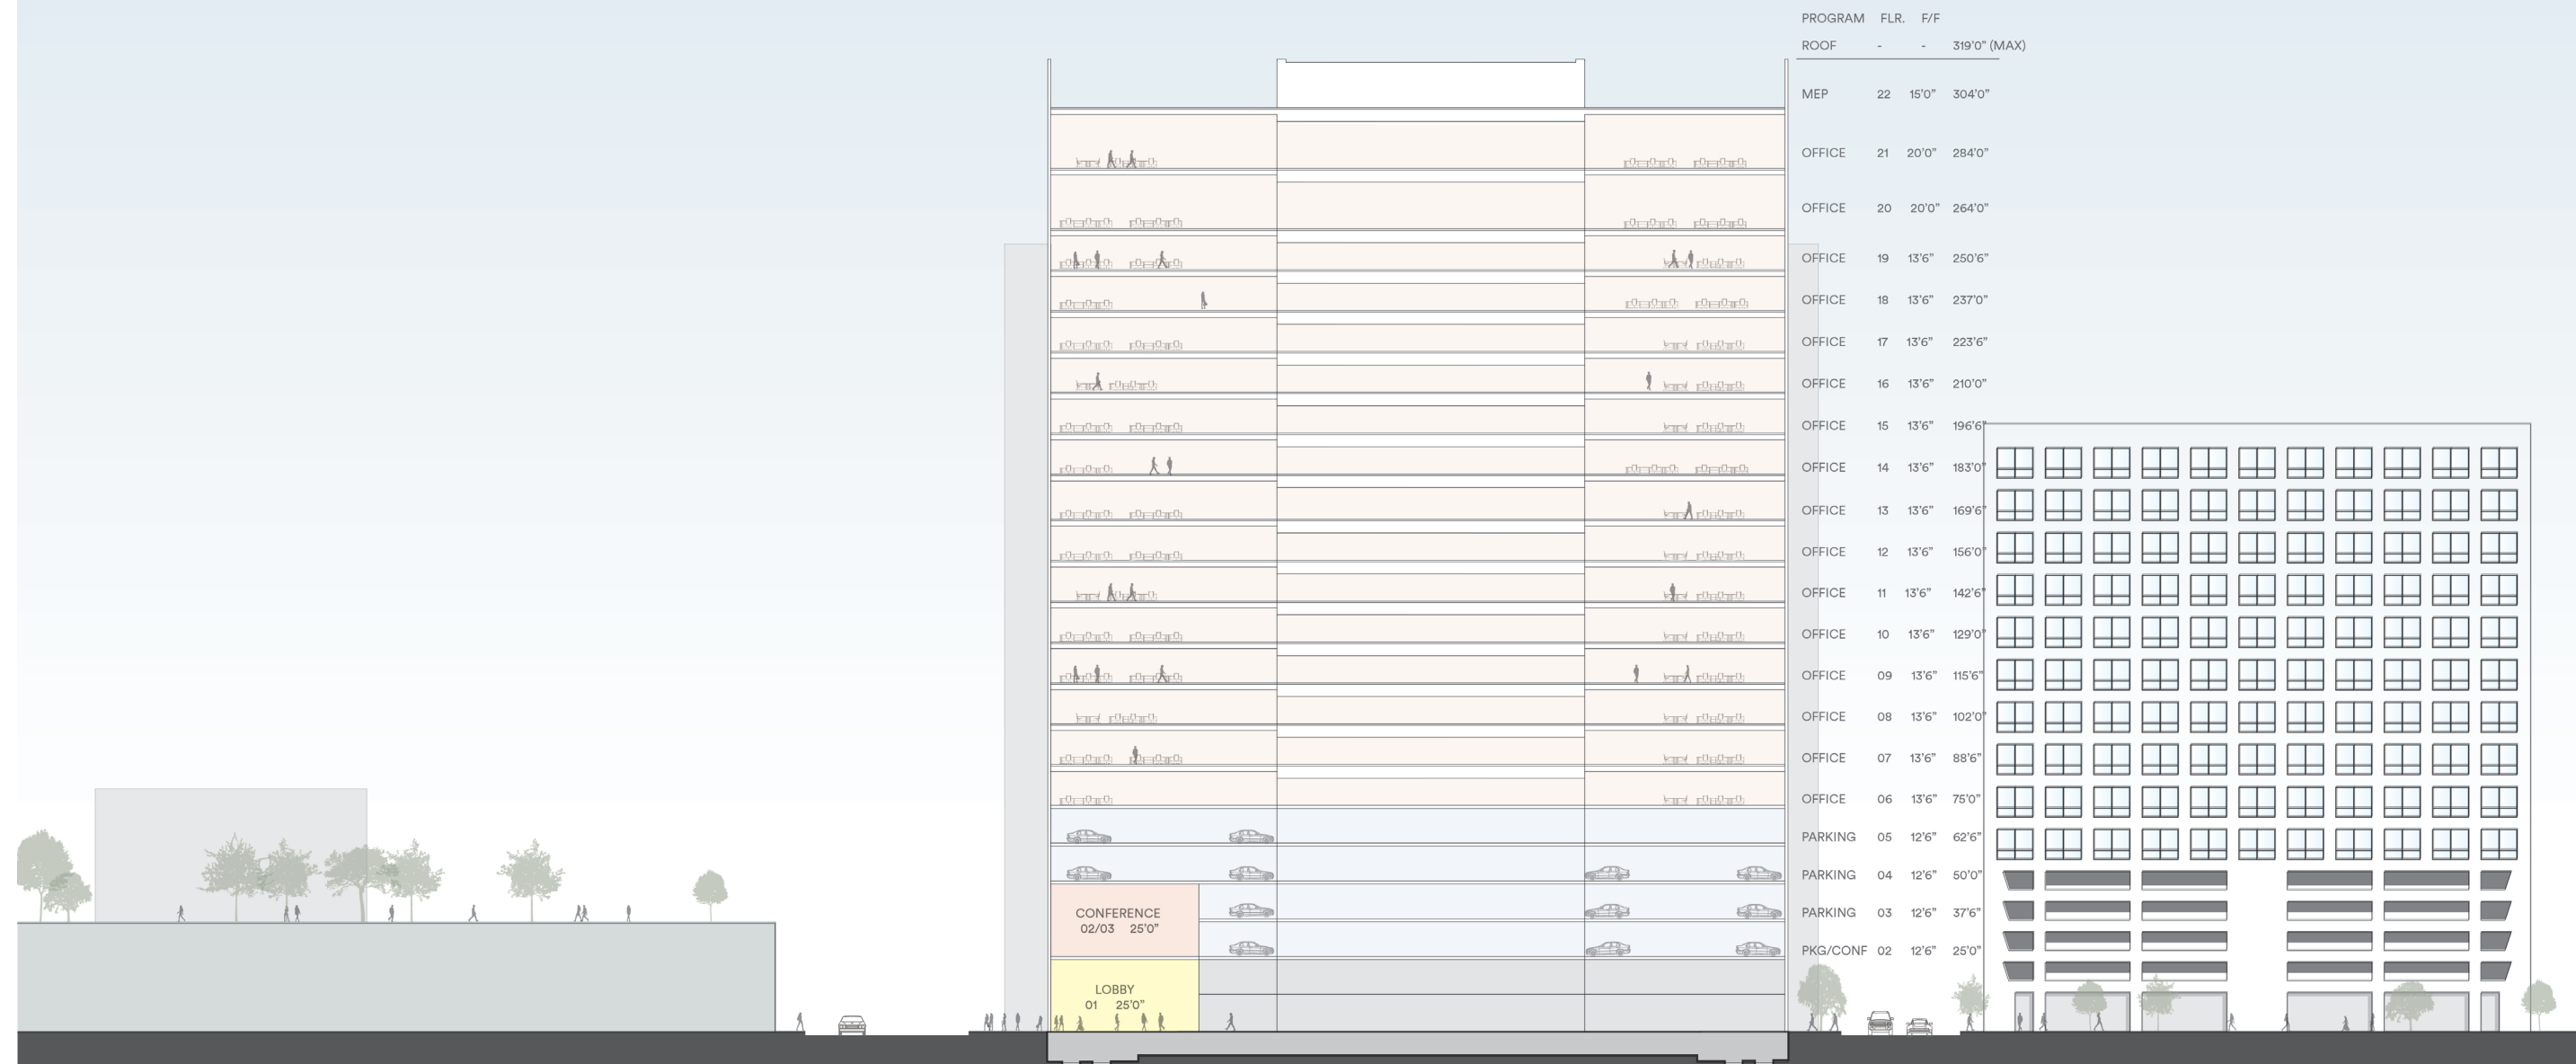 PROGRAM FLR. F/F
ROOF - - 319'0" (MAX)
MEP 22 15'0" 304'0"
OFFICE 21 20'0" 284'0"
OFFICE 20 20'0" 264'0"
OFFICE 19 13'6" 250'6"
OFFICE 18 13'6" 237'0"
OFFICE 17 13'6" 223'6"
OFFICE 16 13'6" 210'0"
OFFICE 15 13'6" 196'6"
OFFICE 14 13'6" 183'0"
OFFICE 13 13'6" 169'6"
OFFICE 12 13'6" 156'0"
OFFICE 11 13'6" 142'6"
OFFICE 10 13'6" 129'0"
OFFICE 09 13'6" 115'6"
OFFICE 08 13'6" 102'0"
OFFICE 07 13'6" 88'6"
OFFICE 06 13'6" 75'0"
PARKING 05 12'6" 62'6"
PARKING 04 12'6" 50'0"
PARKING 03 12'6" 37'6"
PKG/CONF 02 12'6" 25'0"
CONFERENCE
02/03 25'0"
LOBBY
01 25'0"